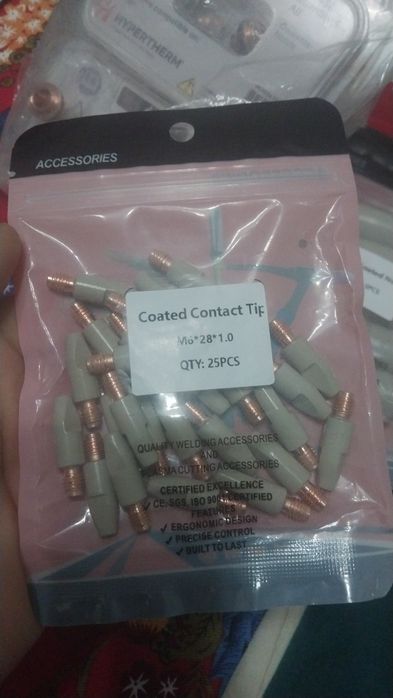 HYPERTHERM
ACCESSORIES
Coated Contact Tip
M6*28*1.0
QTY: 25PCS
QUALITY WELDING ACCESSORIES
AND
PLASMA CUTTING ACCESSORIES
CERTIFIED EXCELLENCE
✓ CE, SGS, ISO 9001 CERTIFIED
FEATURES
✓ ERGONOMIC DESIGN
✓ PRECISE CONTROL
✓ BUILT TO LAST